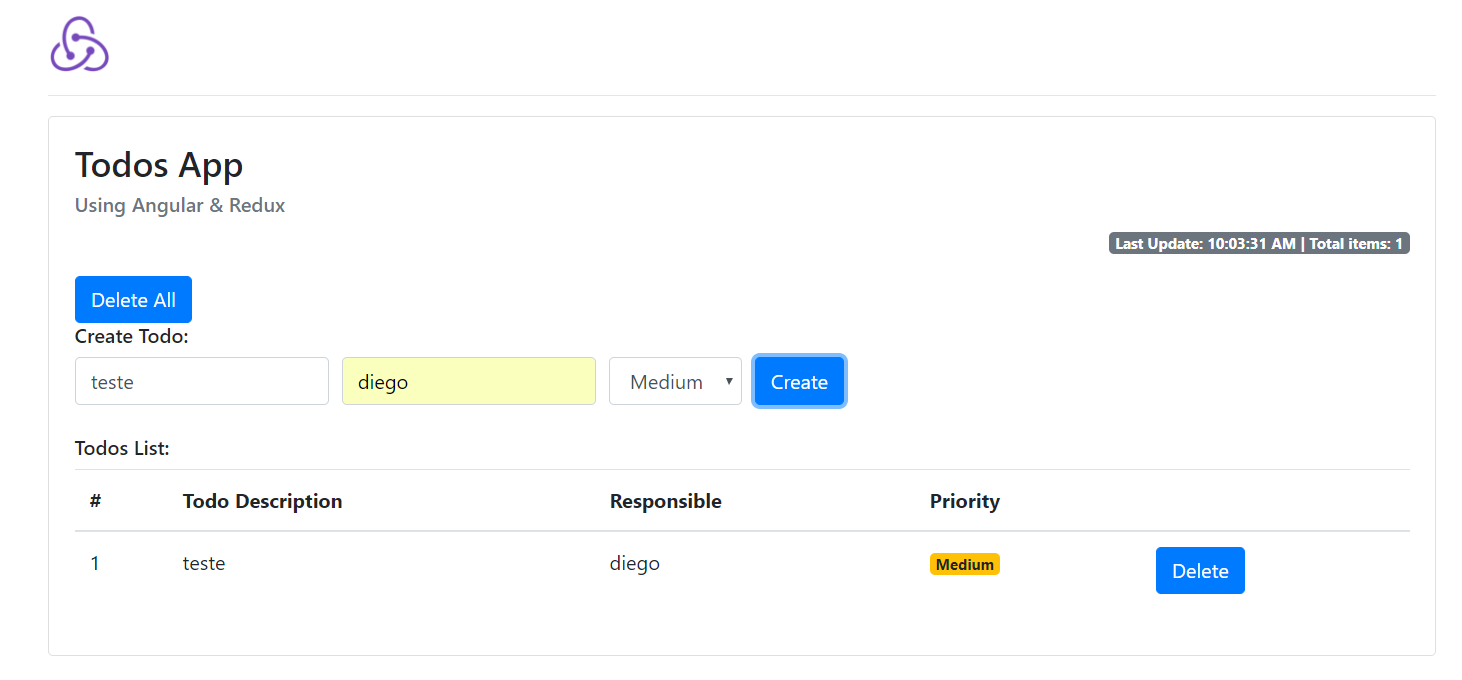 Todos App
Using Angular & Redux
Last Update: 10:03:31 AM | Total items: 1
Delete All
Create Todo:
teste diego Medium Create
Todos List:
# Todo Description Responsible Priority
1 teste diego Medium Delete